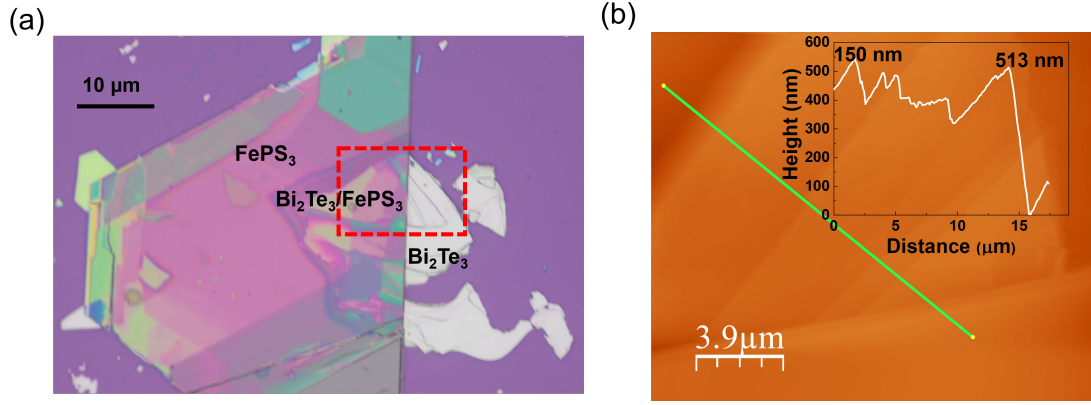 (a)
10 µm
FePS₃
Bi₂Te₃/FePS₃
Bi₂Te₃
(b)
600
500
400
300
200
100
0
Height (nm)
150 nm
513 nm
0 5 10 15
Distance (µm)
3.9µm